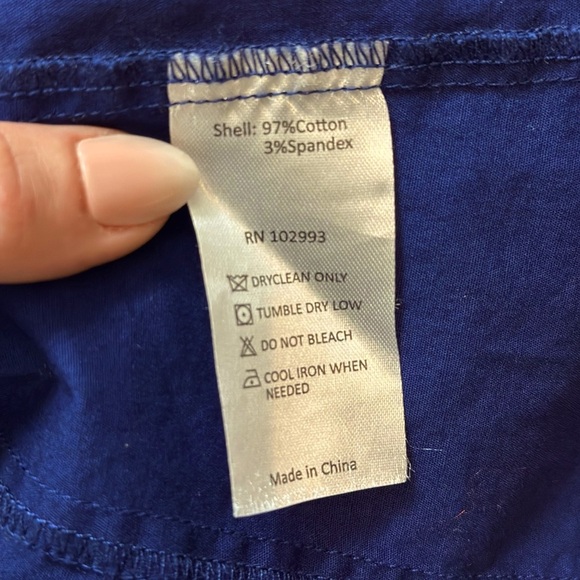 Shell: 97%Cotton
3%Spandex
RN 102993
DRYCLEAN ONLY
TUMBLE DRY LOW
DO NOT BLEACH
COOL IRON WHEN
NEEDED
Made in China